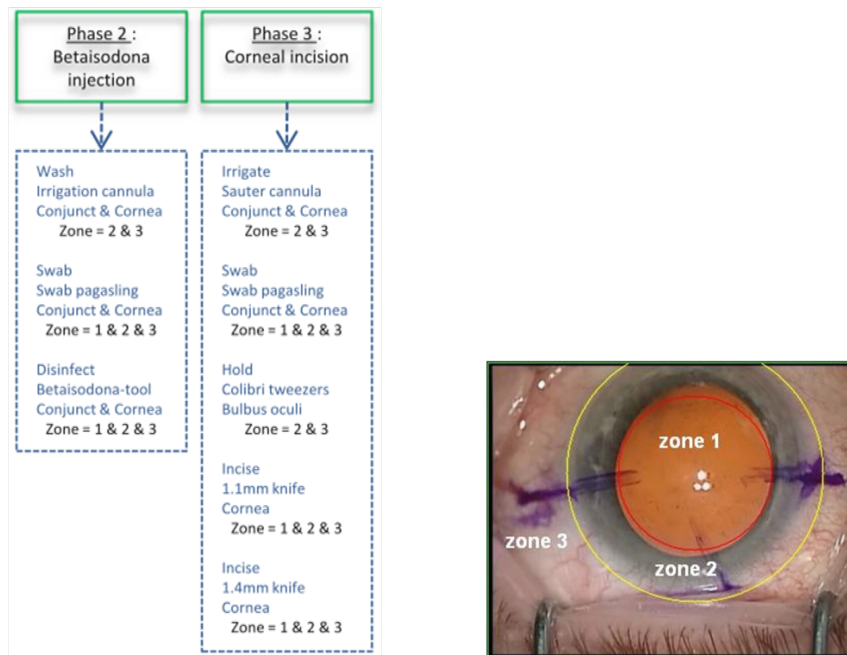 Phase 2 :
Betaisodona
injection
Wash
Irrigation cannula
Conjunct & Cornea
Zone = 2 & 3
Swab
Swab pagasling
Conjunct & Cornea
Zone = 1 & 2 & 3
Disinfect
Betaisodona-tool
Conjunct & Cornea
Zone = 1 & 2 & 3
Phase 3 :
Corneal incision
Irrigate
Sauter cannula
Conjunct & Cornea
Zone = 2 & 3
Swab
Swab pagasling
Conjunct & Cornea
Zone = 1 & 2 & 3
Hold
Colibri tweezers
Bulbus oculi
Zone = 2 & 3
Incise
1.1mm knife
Cornea
Zone = 1 & 2 & 3
Incise
1.4mm knife
Cornea
Zone = 1 & 2 & 3
zone 1
zone 3
zone 2